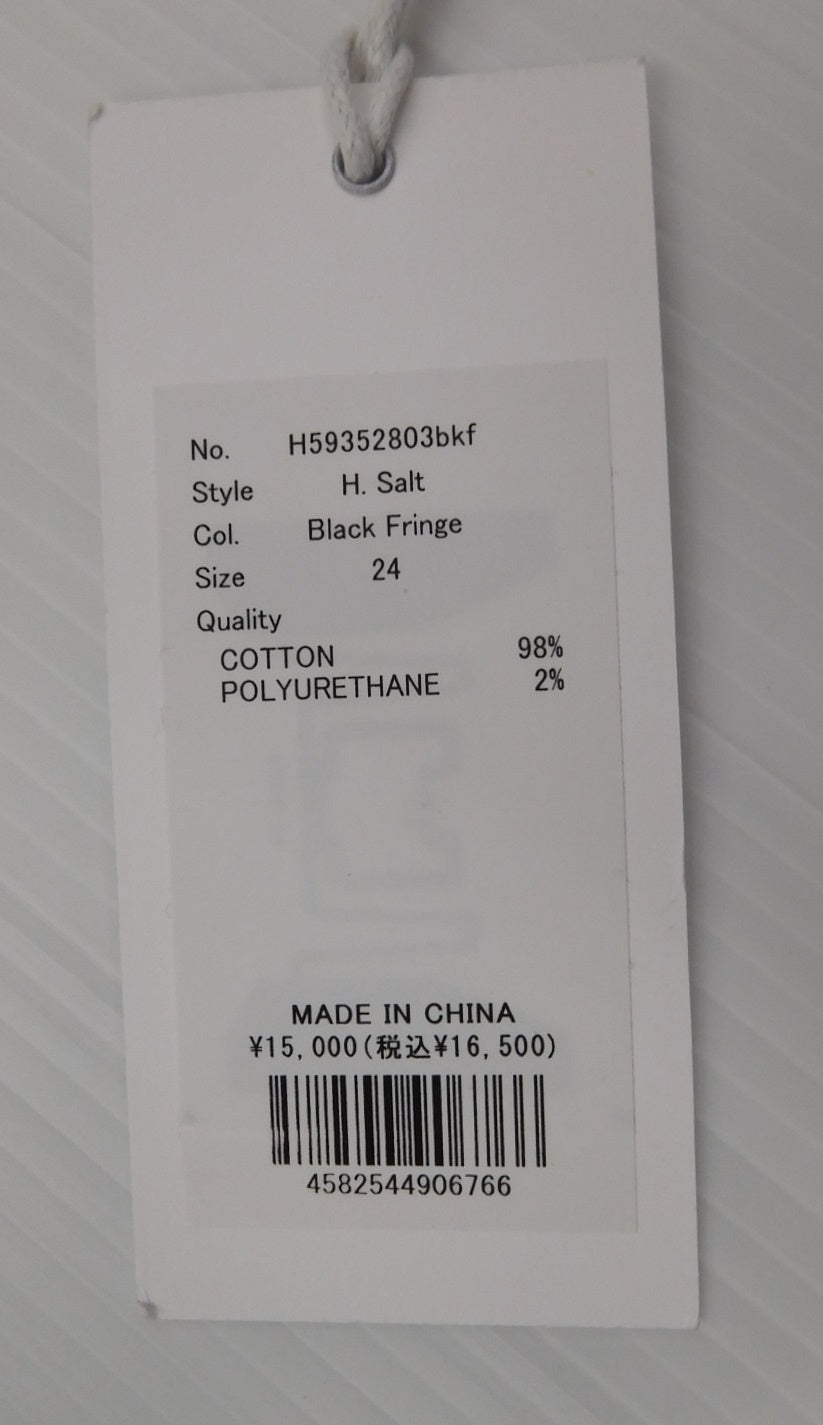 No. H59352803bkf
Style H. Salt
Col. Black Fringe
Size 24
Quality
COTTON 98%
POLYURETHANE 2%
MADE IN CHINA
¥15,000(税込¥16,500)
4582544906766